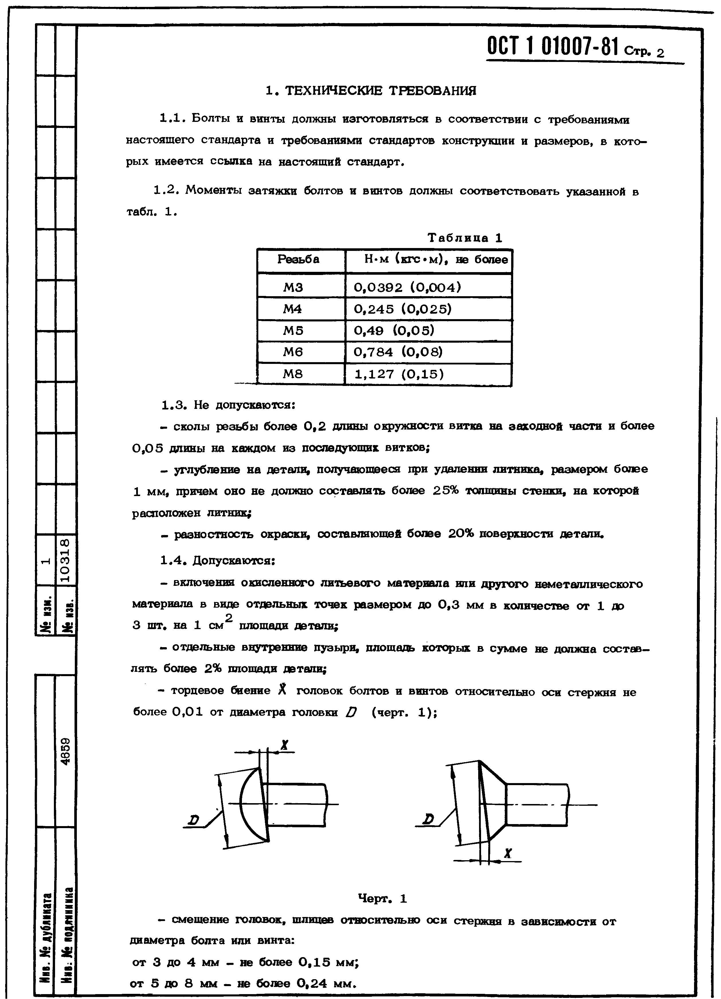 ОСТ 1 01007-81 Стр. 2
1. ТЕХНИЧЕСКИЕ ТРЕБОВАНИЯ
1.1. Болты и винты должны изготовляться в соответствии с требованиями
настоящего стандарта и требованиями стандартов конструкции и размеров, в кото-
рых имеется ссылка на настоящий стандарт.
1.2. Моменты затяжки болтов и винтов должны соответствовать указанной в
табл. 1.
Таблица 1
Резьба Н·м (кгс·м), не более
М3 0,0392 (0,004)
М4 0,245 (0,025)
М5 0,49 (0,05)
М6 0,784 (0,08)
М8 1,127 (0,15)
1.3. Не допускаются:
- сколы резьбы более 0,2 длины окружности витка на заходной части и более
0,05 длины на каждом из последующих витков;
- углубление на детали, получающееся при удалении литника, размером более
1 мм, причем оно не должно составлять более 25% толщины стенки, на которой
расположен литник;
- разностность окраски, составляющей более 20% поверхности детали.
1.4. Допускаются:
- включения окисленного литьевого материала или другого неметаллического
материала в виде отдельных точек размером до 0,3 мм в количестве от 1 до
3 шт. на 1 см² площади детали;
- отдельные внутренние пузыри, площадь которых в сумме не должна состав-
лять более 2% площади детали;
- торцевое биение X головок болтов и винтов относительно оси стержня не
более 0,01 от диаметра головки D (черт. 1);
X
D
D
X
Черт. 1
- смещение головок, шлицев относительно оси стержня в зависимости от
диаметра болта или винта:
от 3 до 4 мм - не более 0,15 мм;
от 5 до 8 мм - не более 0,24 мм.
№ изм. 1
№ изв. 10318
Инв. № дубликата
Инв. № подлинника 4659